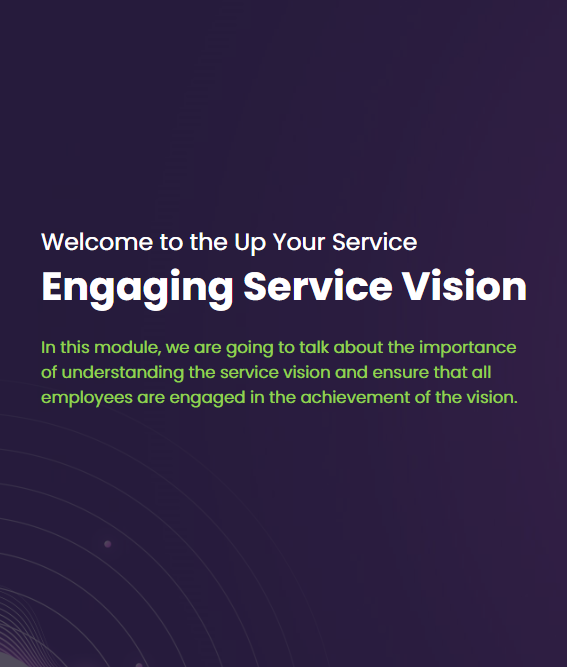 Welcome to the Up Your Service
Engaging Service Vision
In this module, we are going to talk about the importance
of understanding the service vision and ensure that all
employees are engaged in the achievement of the vision.